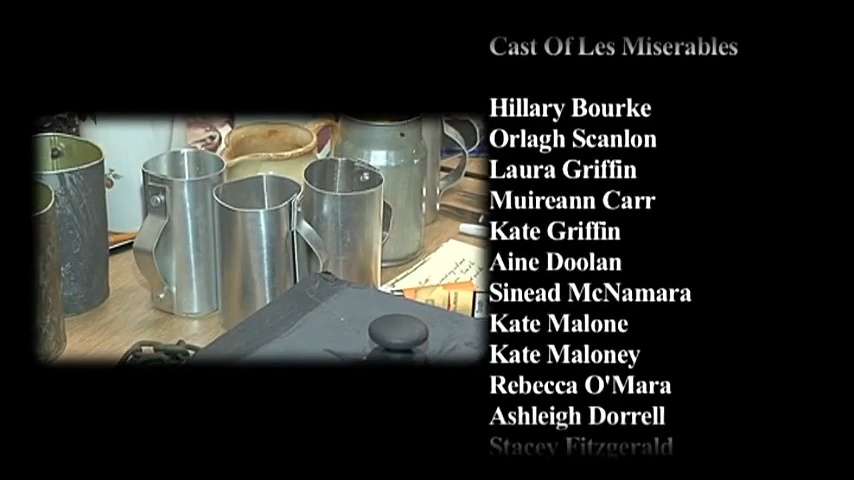 Cast Of Les Miserables
Hillary Bourke
Orlagh Scanlon
Laura Griffin
Muireann Carr
Kate Griffin
Aine Doolan
Sinead McNamara
Kate Malone
Kate Maloney
Rebecca O'Mara
Ashleigh Dorrell
Stacey Fitzgerald